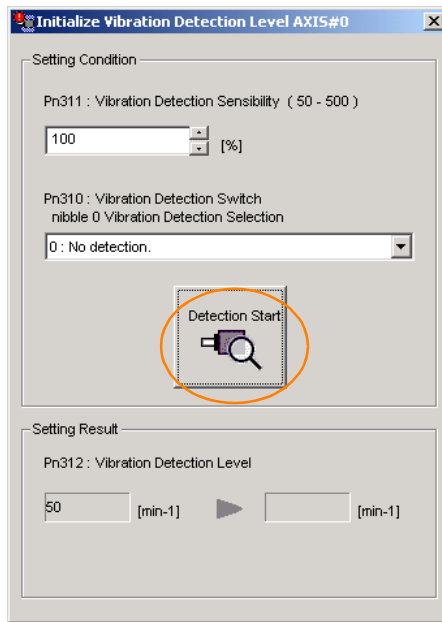 Initialize Vibration Detection Level AXIS#0
Setting Condition
Pn311 : Vibration Detection Sensibility ( 50 - 500 )
100
[%]
Pn310 : Vibration Detection Switch
nibble 0 Vibration Detection Selection
0 : No detection.
Detection Start
Setting Result
Pn312 : Vibration Detection Level
50 [min-1] [min-1]